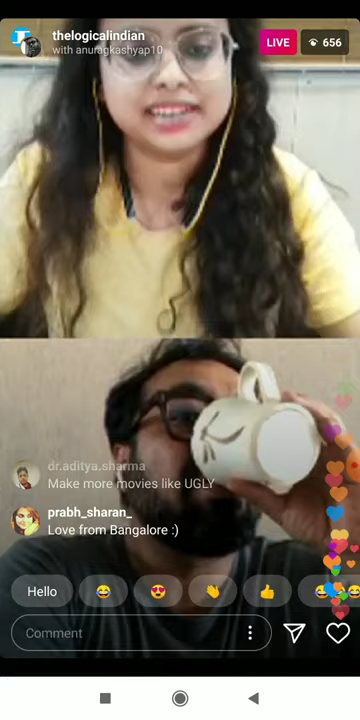 thelogicalindian
with anuragkashyap10
LIVE
656
dr.aditya.sharma
Make more movies like UGLY
prabh_sharan_
Love from Bangalore :)
Hello
Comment